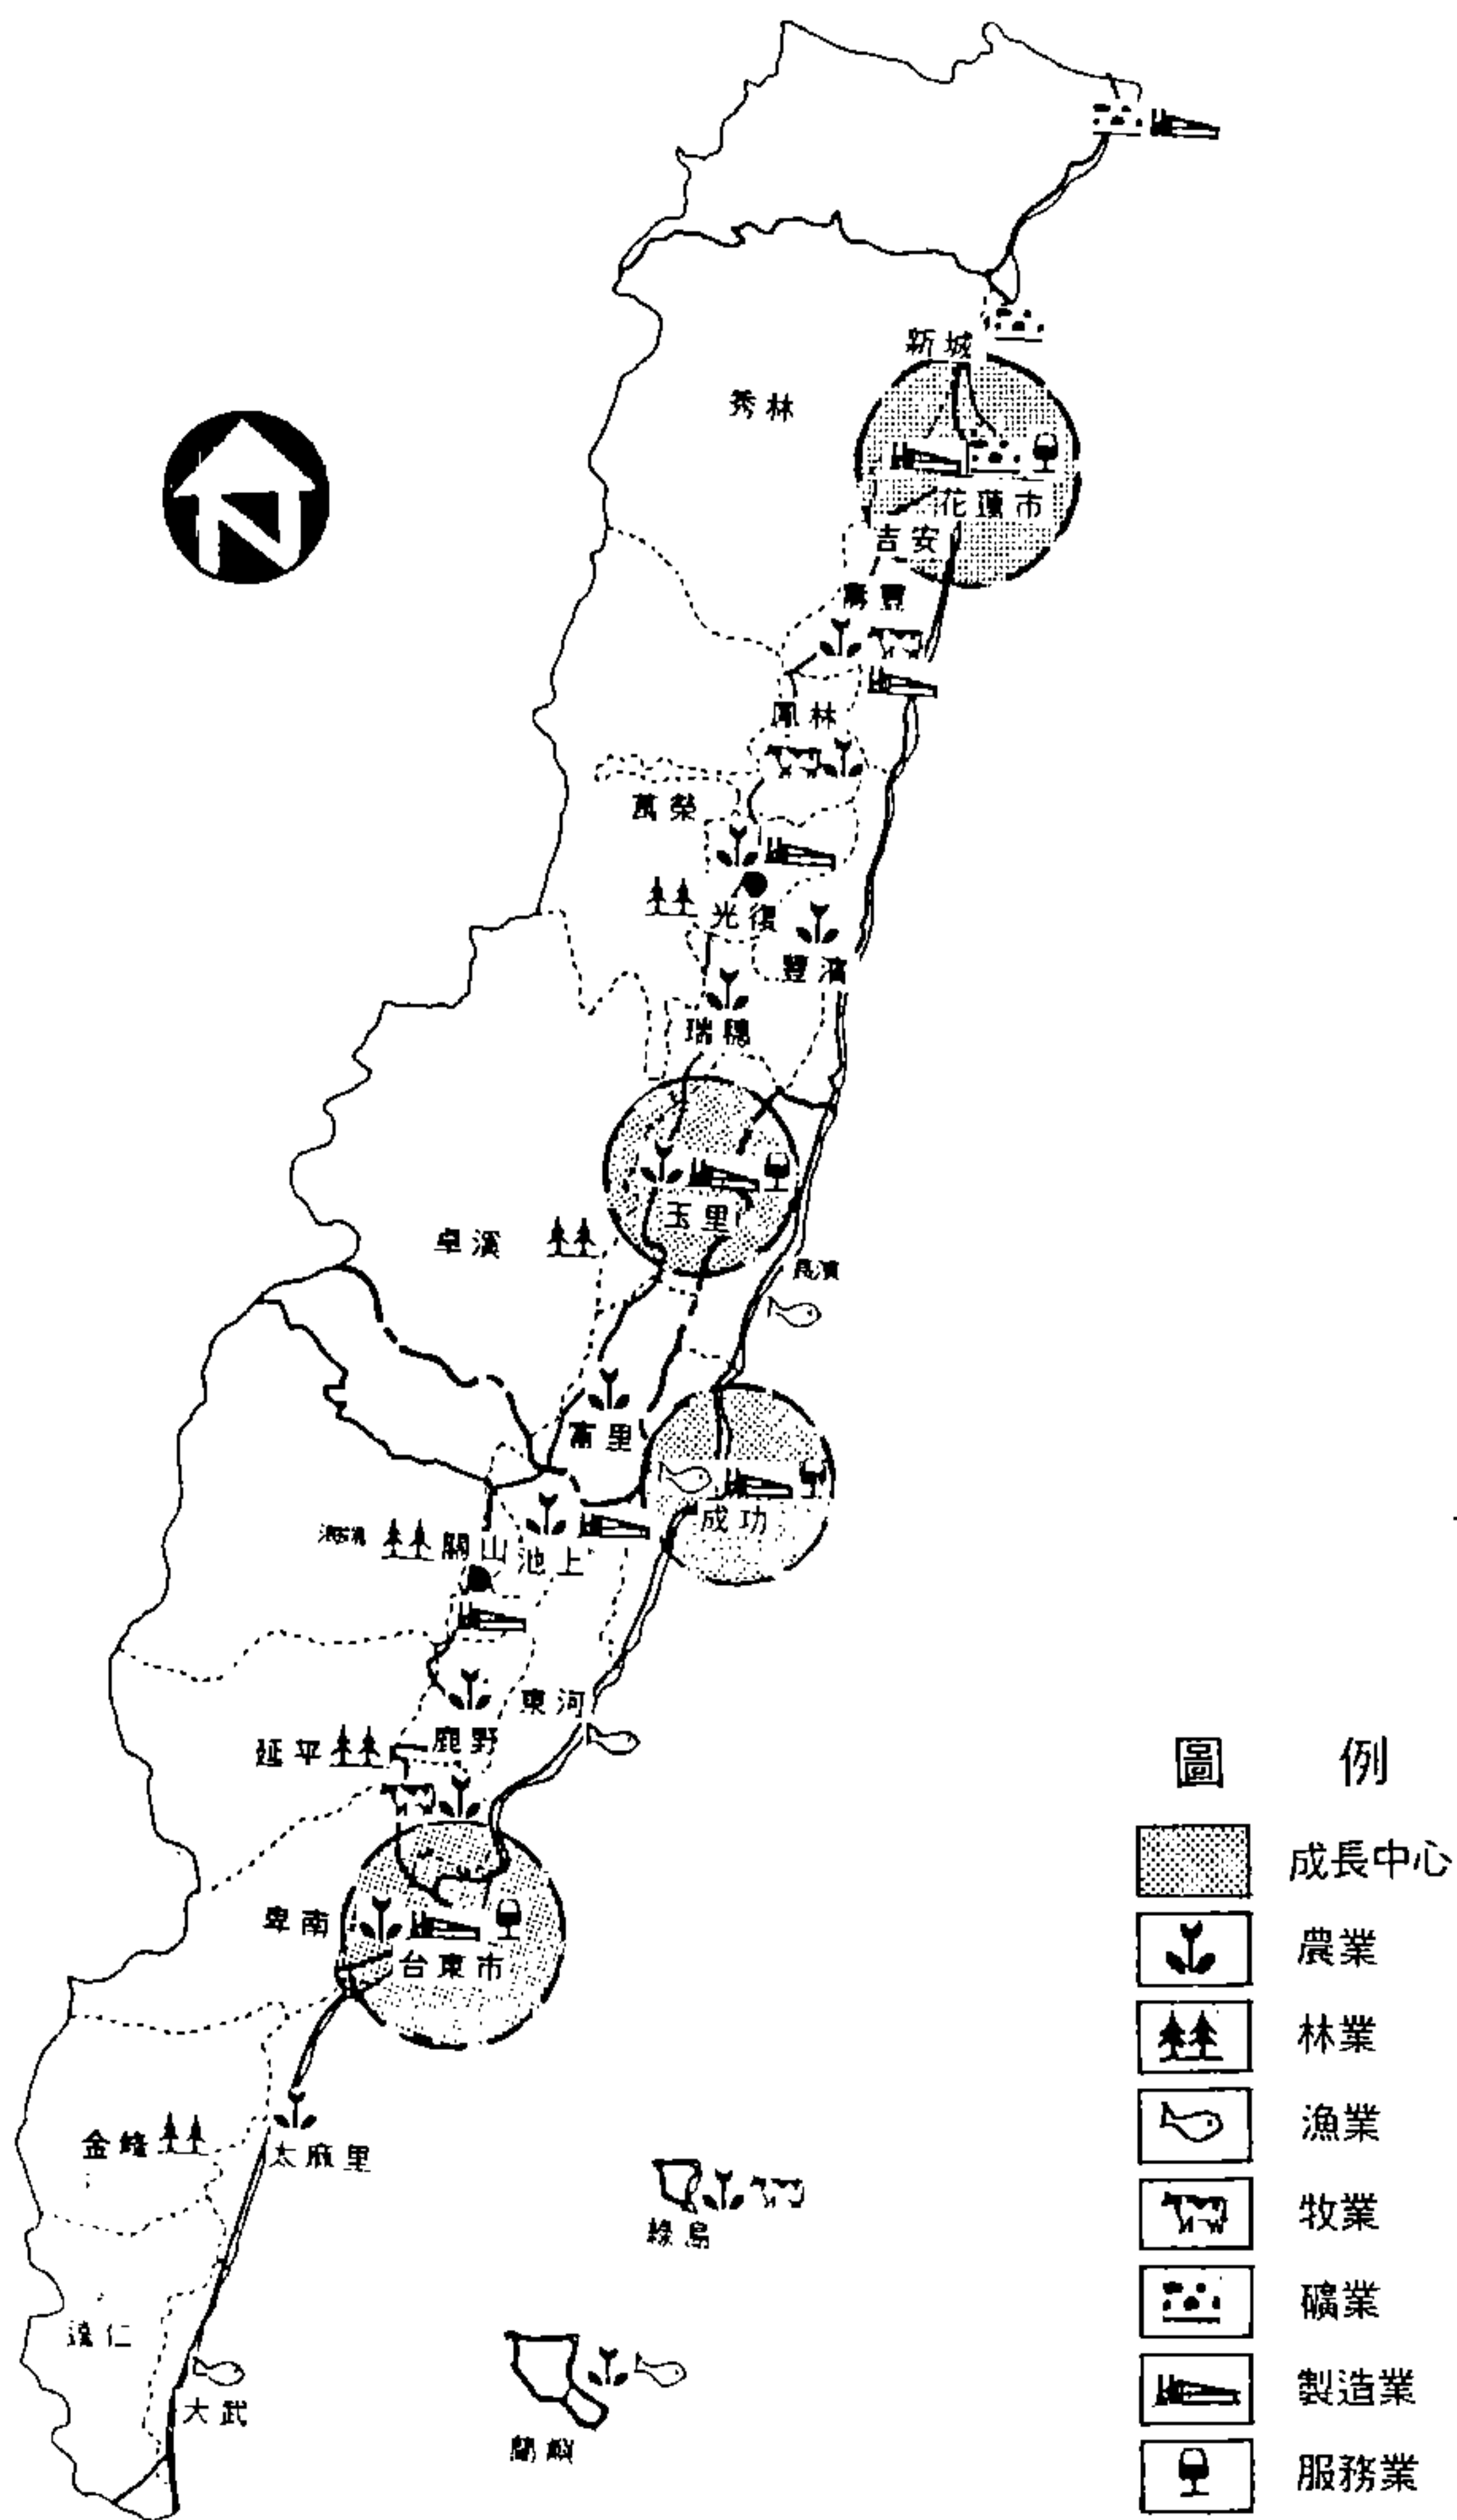 新城
秀林
N
花蓮市
吉安
壽豐
鳳林
萬榮
光復
豐濱
瑞穗
玉里
卓溪
長濱
富里
成功
關山
池上
東河
延平
鹿野
卑南
台東市
金峰
太麻里
綠島
達仁
大武
蘭嶼
圖例
成長中心
農業
林業
漁業
牧業
礦業
製造業
服務業